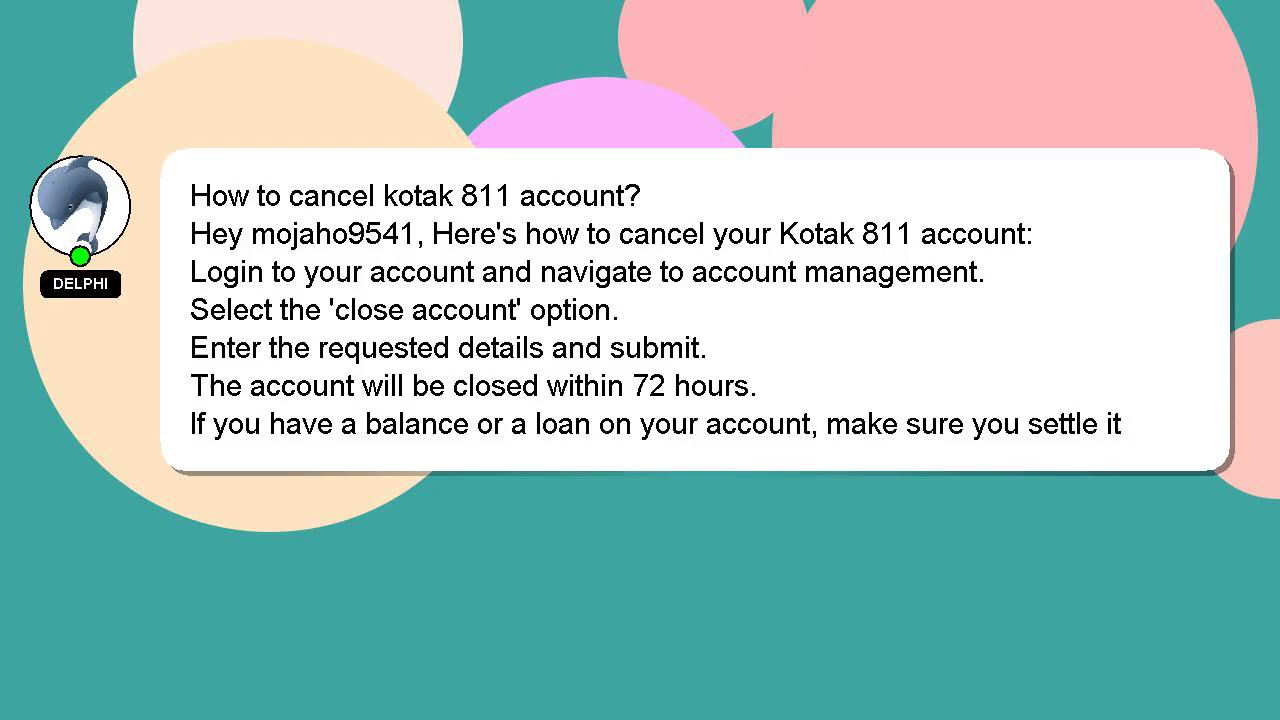 How to cancel kotak 811 account?
Hey mojaho9541, Here's how to cancel your Kotak 811 account:
Login to your account and navigate to account management.
Select the 'close account' option.
Enter the requested details and submit.
The account will be closed within 72 hours.
If you have a balance or a loan on your account, make sure you settle it
DELPHI